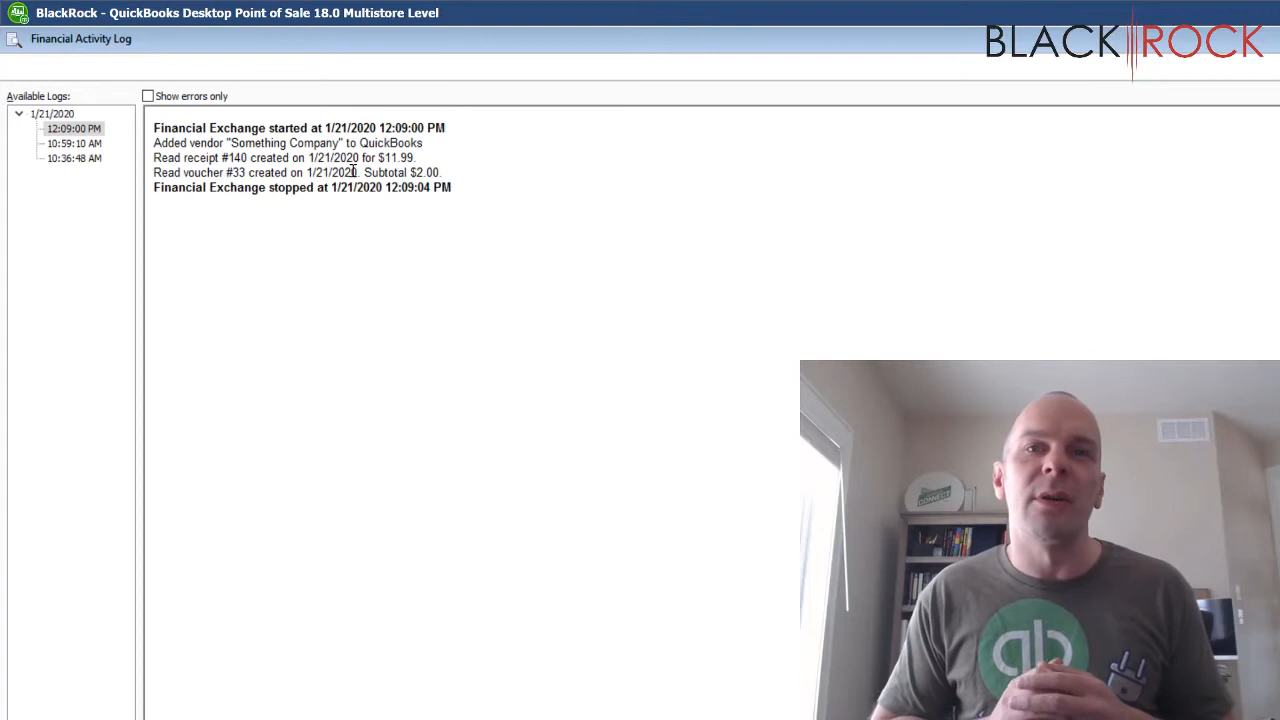 BlackRock - QuickBooks Desktop Point of Sale 18.0 Multistore Level
Financial Activity Log
BLACK ROCK
Available Logs:
Show errors only
1/21/2020
12:09:00 PM
10:59:10 AM
10:36:48 AM
Financial Exchange started at 1/21/2020 12:09:00 PM
Added vendor "Something Company" to QuickBooks
Read receipt #140 created on 1/21/2020 for $11.99.
Read voucher #33 created on 1/21/2020. Subtotal $2.00.
Financial Exchange stopped at 1/21/2020 12:09:04 PM
CONNECT
qb